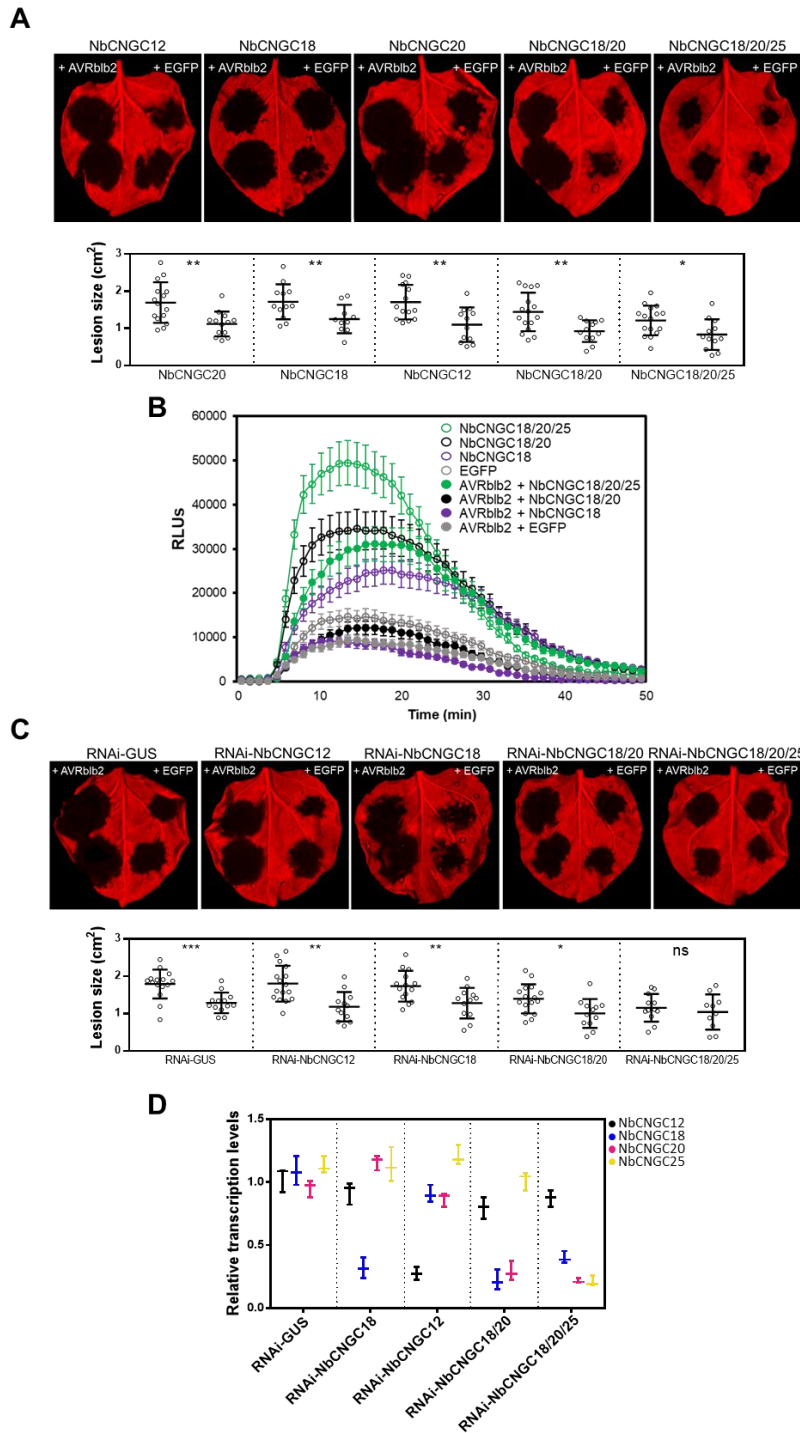 A
NbCNGC12 NbCNGC18 NbCNGC20 NbCNGC18/20 NbCNGC18/20/25
+ AVRblb2 + EGFP + AVRblb2 + EGFP + AVRblb2 + EGFP + AVRblb2 + EGFP + AVRblb2 + EGFP
Lesion size (cm2)
3
2
1
0
** ** ** ** *
NbCNGC20 NbCNGC18 NbCNGC12 NbCNGC18/20 NbCNGC18/20/25
B
RLUs
60000
50000
40000
30000
20000
10000
0
NbCNGC18/20/25
NbCNGC18/20
NbCNGC18
EGFP
AVRblb2 + NbCNGC18/20/25
AVRblb2 + NbCNGC18/20
AVRblb2 + NbCNGC18
AVRblb2 + EGFP
0 10 20 30 40 50
Time (min)
C
RNAi-GUS RNAi-NbCNGC12 RNAi-NbCNGC18 RNAi-NbCNGC18/20 RNAi-NbCNGC18/20/25
+ AVRblb2 + EGFP + AVRblb2 + EGFP + AVRblb2 + EGFP + AVRblb2 + EGFP + AVRblb2 + EGFP
Lesion size (cm2)
3
2
1
0
*** ** ** * ns
RNAi-GUS RNAi-NbCNGC12 RNAi-NbCNGC18 RNAi-NbCNGC18/20 RNAi-NbCNGC18/20/25
D
Relative transcription levels
1.5
1.0
0.5
0.0
NbCNGC12
NbCNGC18
NbCNGC20
NbCNGC25
RNAi-GUS
RNAi-NbCNGC18
RNAi-NbCNGC12
RNAi-NbCNGC18/20
RNAi-NbCNGC18/20/25